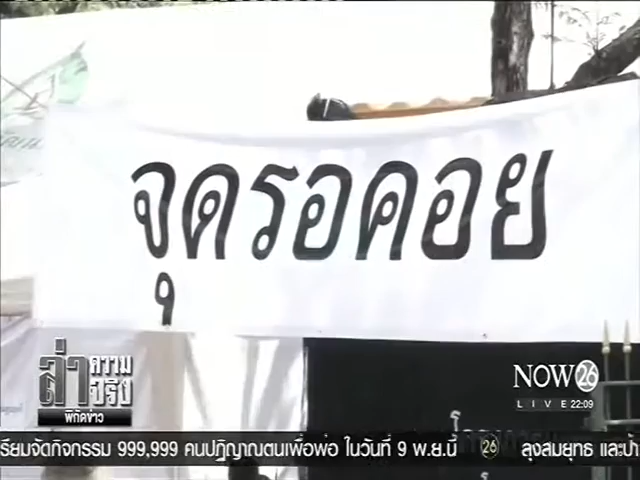 จุดรอคอย
ล่า
ความ
จริง
พิกัดข่าว
NOW26
LIVE 22:09
รียมจัดกิจกรรม 999,999 คนปฏิญาณตนเพื่อพ่อ ในวันที่ 9 พ.ย.นี้ 26 ลุงสมยุทธ และป้า